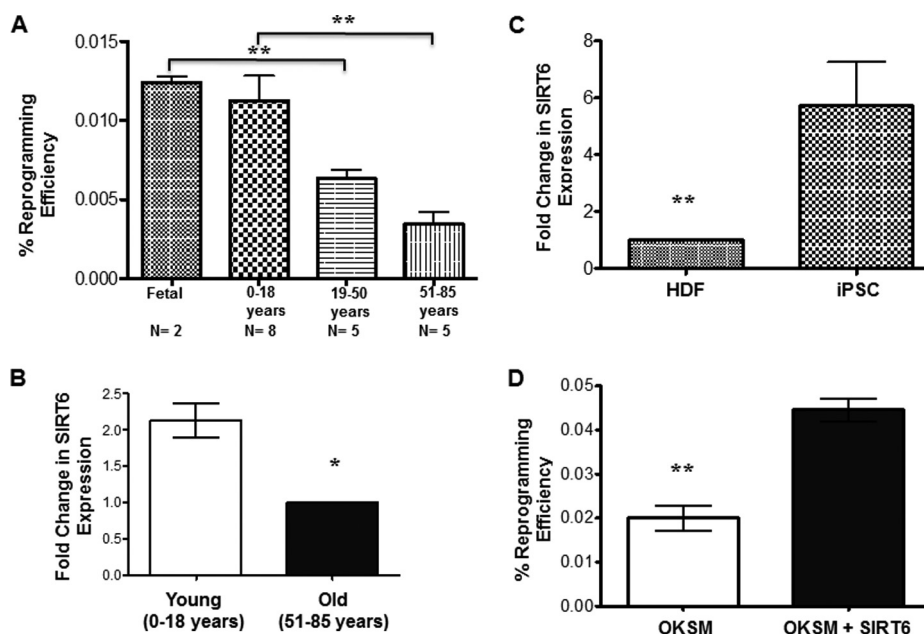 A
% Reprogramming
Efficiency
0.015
0.010
0.005
0.000
**
**
Fetal
0-18
years
19-50
years
51-85
years
N= 2
N= 8
N= 5
N= 5
B
Fold Change in SIRT6
Expression
2.5
2.0
1.5
1.0
0.5
0.0
*
Young
(0-18 years)
Old
(51-85 years)
C
Fold Change in SIRT6
Expression
8
6
4
2
0
**
HDF
iPSC
D
% Reprogramming
Efficiency
0.05
0.04
0.03
0.02
0.01
0.00
**
OKSM
OKSM + SIRT6